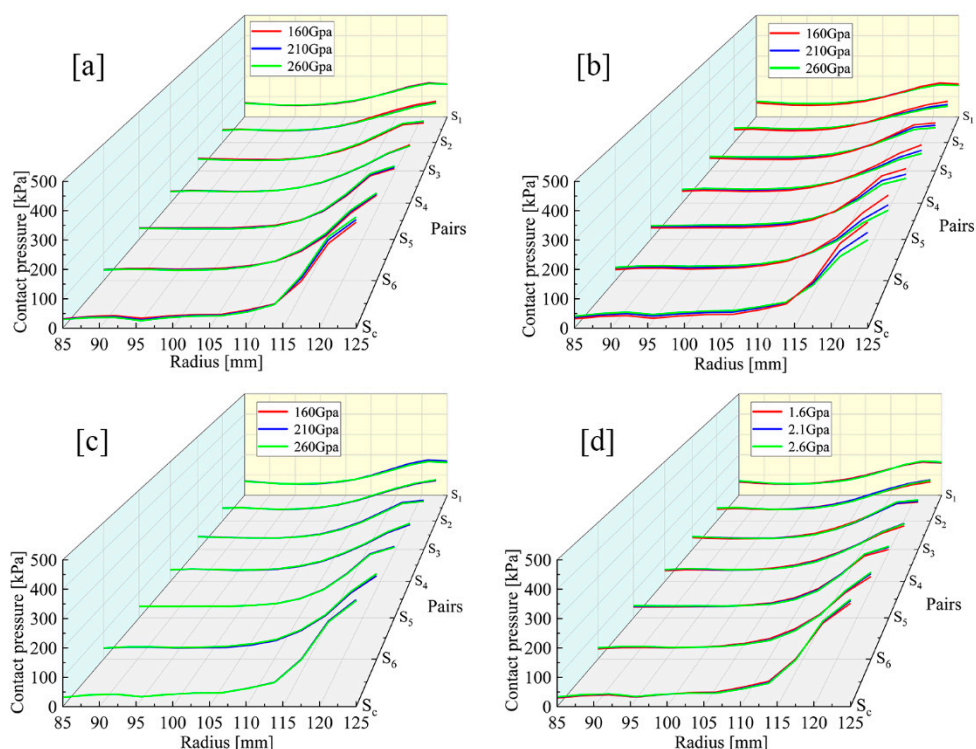 [a]
160Gpa
210Gpa
260Gpa
Contact pressure [kPa]
500
400
300
200
100
0
85 90 95 100 105 110 115 120 125
Radius [mm]
S1
S2
S3
S4
S5
S6
Sc
Pairs
[b]
160Gpa
210Gpa
260Gpa
Contact pressure [kPa]
500
400
300
200
100
0
85 90 95 100 105 110 115 120 125
Radius [mm]
S1
S2
S3
S4
S5
S6
Sc
Pairs
[c]
160Gpa
210Gpa
260Gpa
Contact pressure [kPa]
500
400
300
200
100
0
85 90 95 100 105 110 115 120 125
Radius [mm]
S1
S2
S3
S4
S5
S6
Sc
Pairs
[d]
1.6Gpa
2.1Gpa
2.6Gpa
Contact pressure [kPa]
500
400
300
200
100
0
85 90 95 100 105 110 115 120 125
Radius [mm]
S1
S2
S3
S4
S5
S6
Sc
Pairs